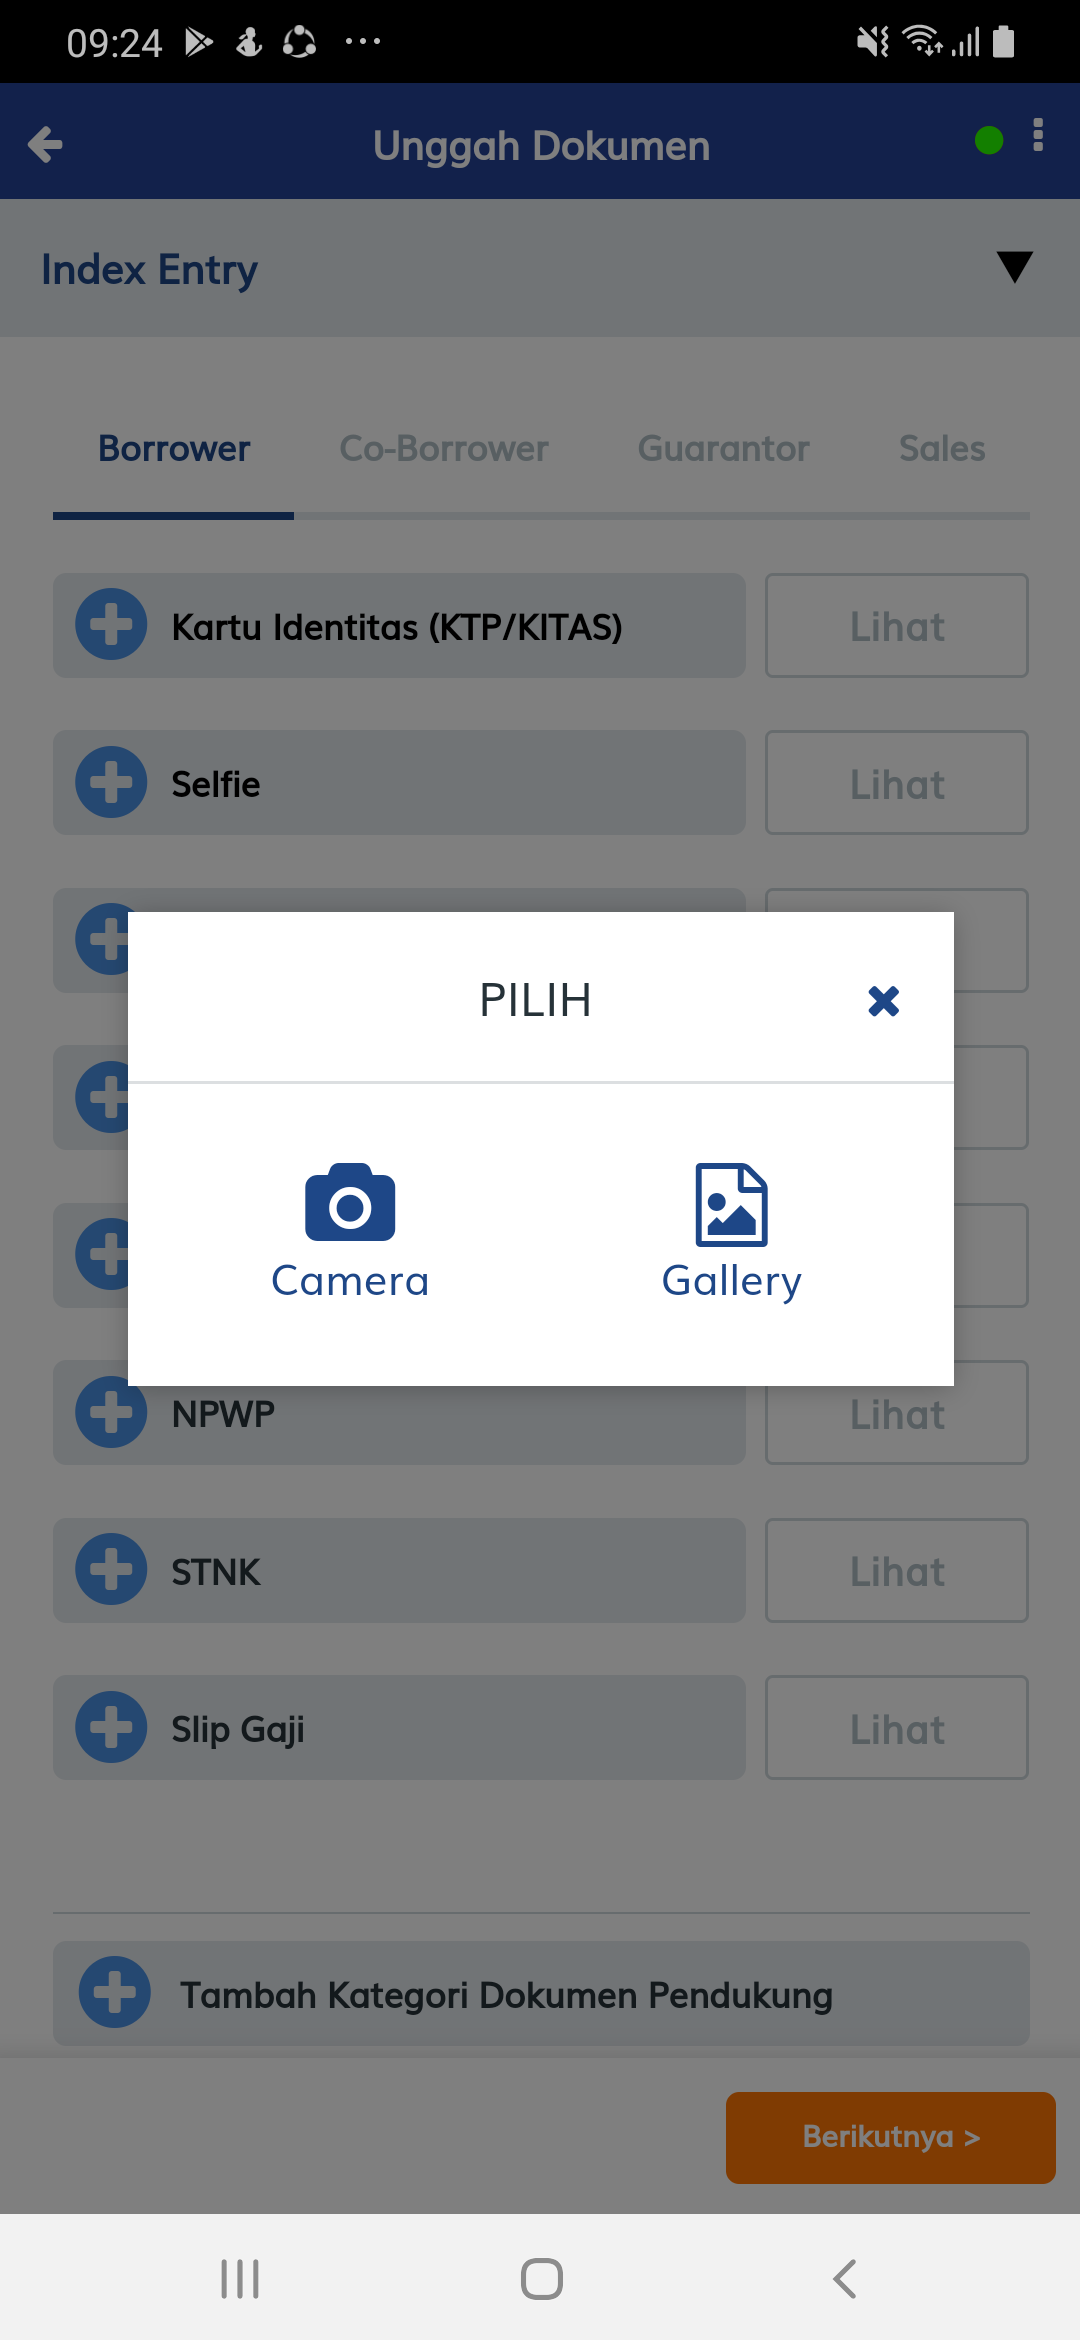 09:24
Unggah Dokumen
Index Entry
Borrower Co-Borrower Guarantor Sales
Kartu Identitas (KTP/KITAS) Lihat
Selfie Lihat
PILIH
Camera Gallery
NPWP Lihat
STNK Lihat
Slip Gaji Lihat
Tambah Kategori Dokumen Pendukung
Berikutnya >